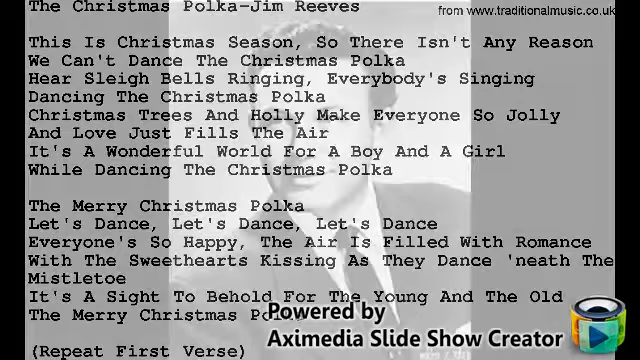 The Christmas Polka-Jim Reeves
from www.traditionalmusic.co.uk
This Is Christmas Season, So There Isn't Any Reason
We Can't Dance The Christmas Polka
Hear Sleigh Bells Ringing, Everybody's Singing
Dancing The Christmas Polka
Christmas Trees And Holly Make Everyone So Jolly
And Love Just Fills The Air
It's A Wonderful World For A Boy And A Girl
While Dancing The Christmas Polka
The Merry Christmas Polka
Let's Dance, Let's Dance, Let's Dance
Everyone's So Happy, The Air Is Filled With Romance
With The Sweethearts Kissing As They Dance 'neath The
Mistletoe
It's A Sight To Behold For The Young And The Old
The Merry Christmas
Powered by
Aximedia Slide Show Creator
(Repeat First Verse)